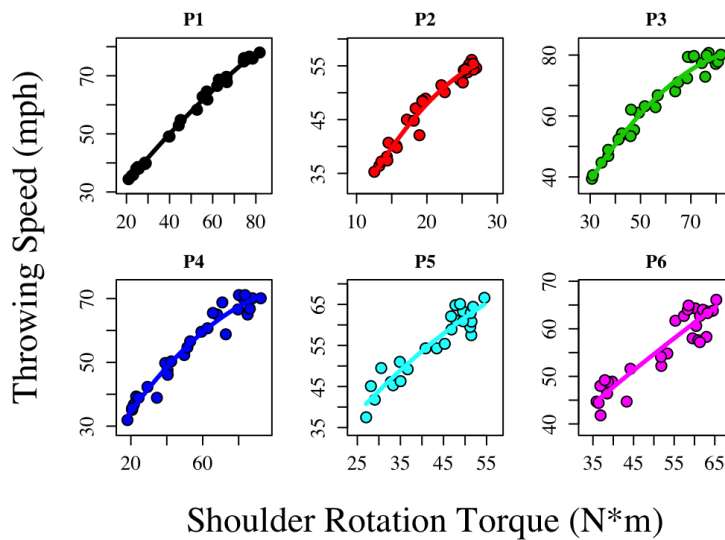 P1 P2 P3
30 50 70
20 40 60 80
35 45 55
10 20 30
40 60 80
30 50 70
P4 P5 P6
30 50 70
20 60
35 45 55 65
25 35 45 55
40 50 60 70
35 45 55 65
Throwing Speed (mph)
Shoulder Rotation Torque (N*m)